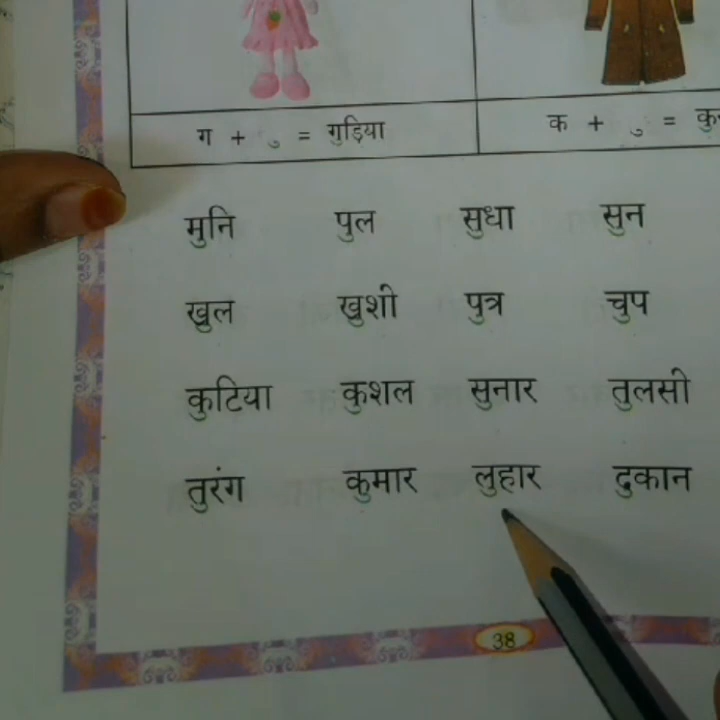 ग + ु = गुड़िया क + ु =
मुनि पुल सुधा सुन
खुल खुशी पुत्र चुप
कुटिया कुशल सुनार तुलसी
तुरंग कुमार लुहार दुकान
38